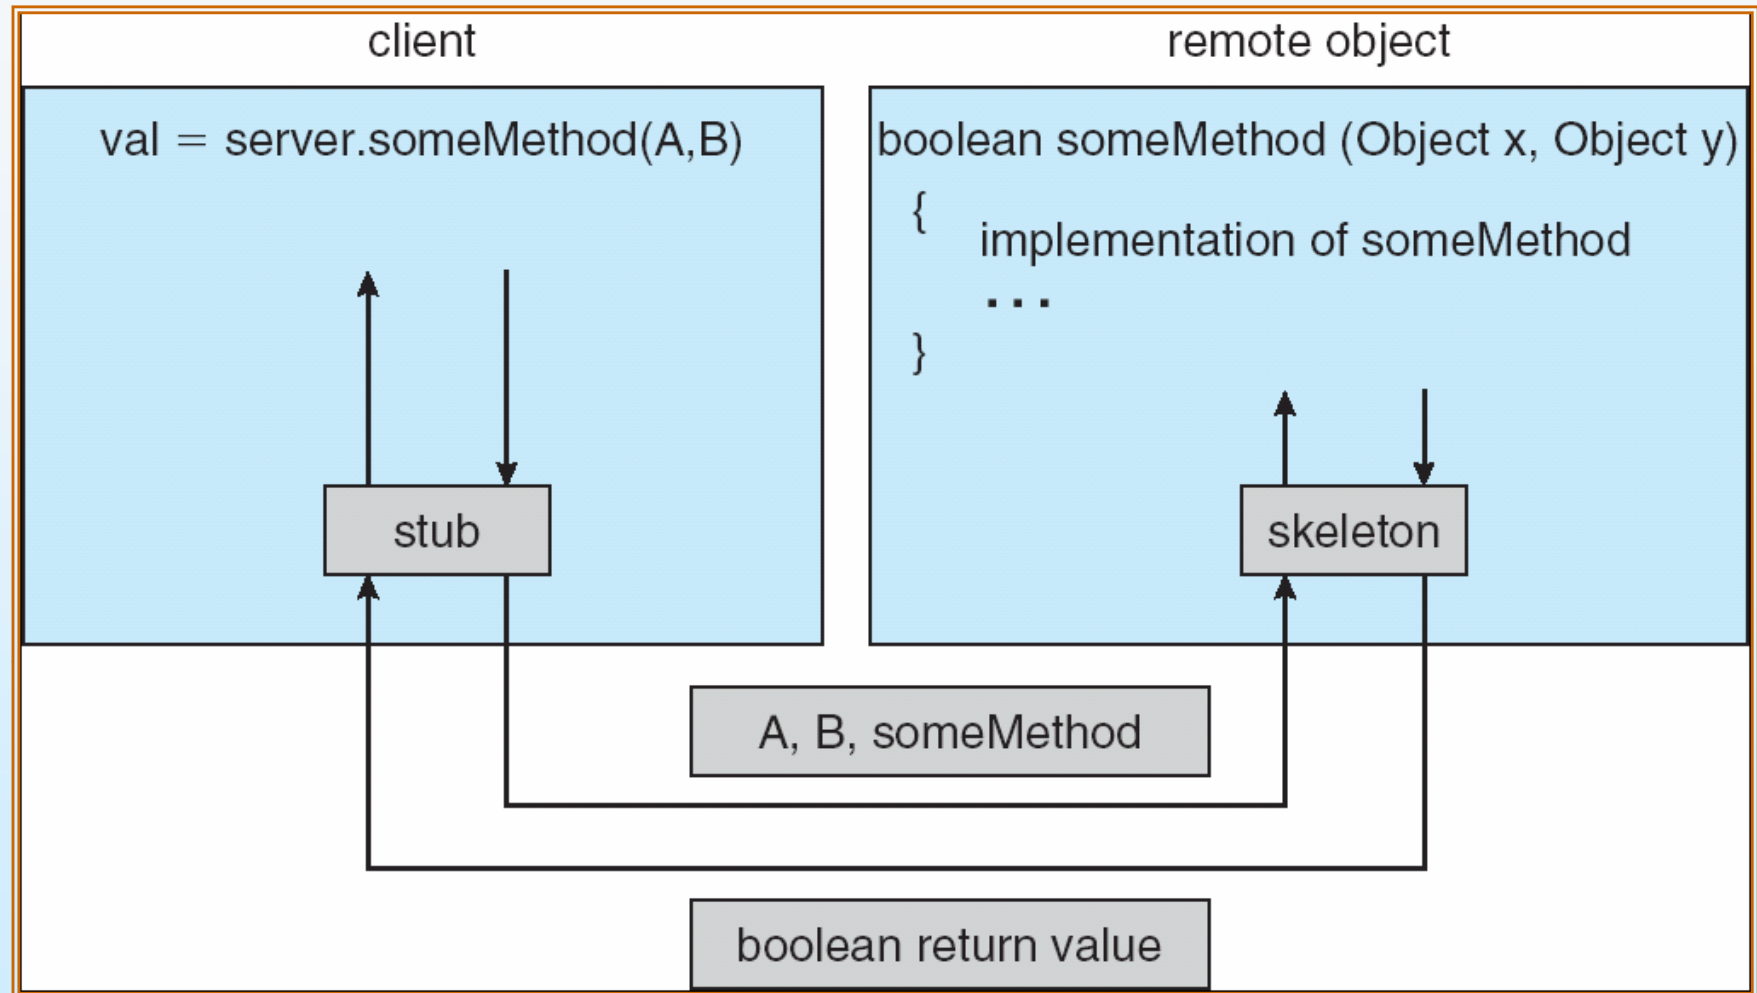 client
remote object
val = server.someMethod(A,B)
boolean someMethod (Object x, Object y)
{
implementation of someMethod
...
}
stub
skeleton
A, B, someMethod
boolean return value